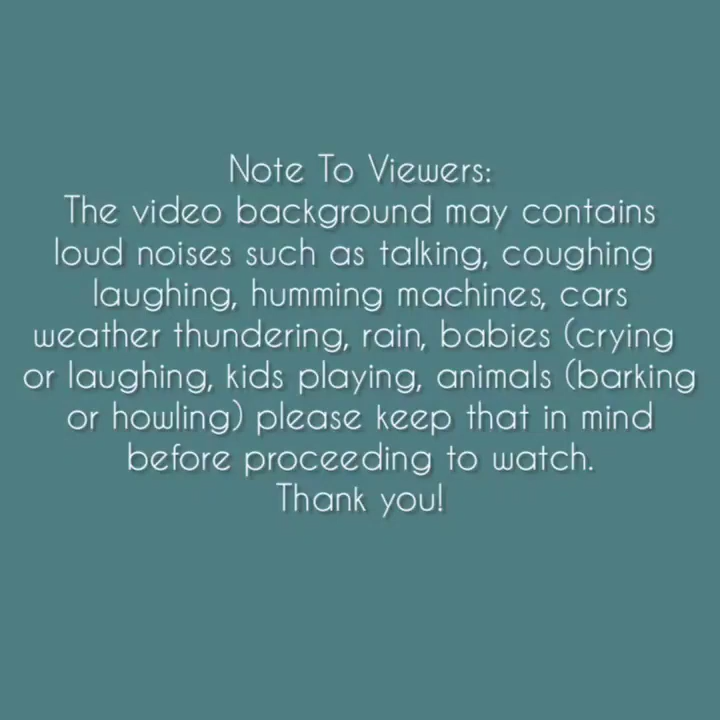 Note To Viewers:
The video background may contains
loud noises such as talking, coughing
laughing, humming machines, cars
weather thundering, rain, babies (crying
or laughing, kids playing, animals (barking
or howling) please keep that in mind
before proceeding to watch.
Thank you!